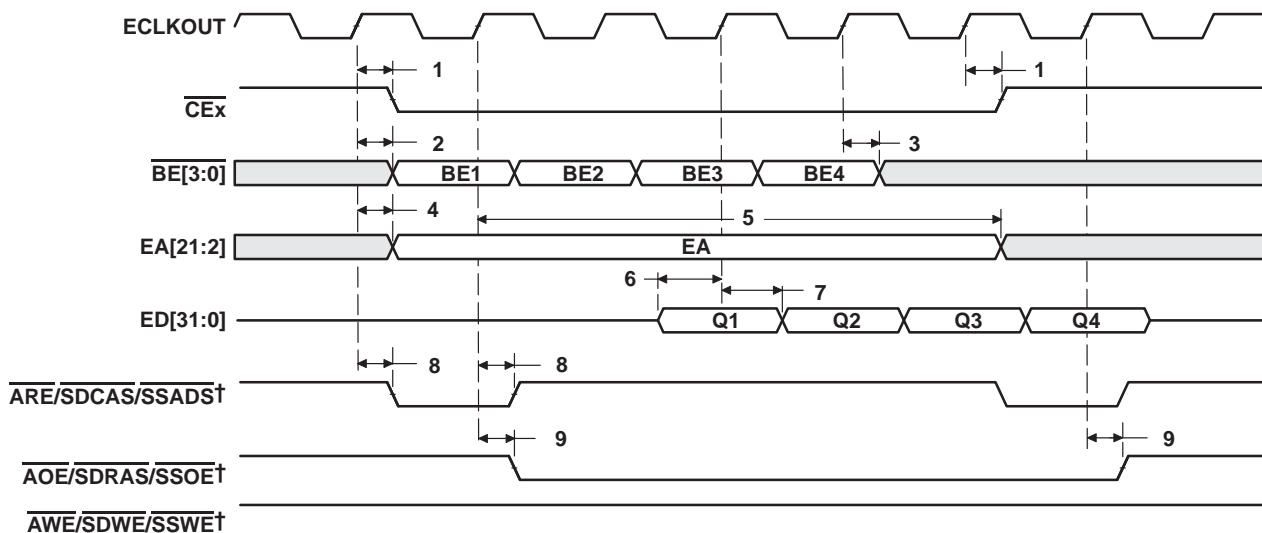 ECLKOUT
1 1
CEx
2 3
BE[3:0] BE1 BE2 BE3 BE4
4 5
EA[21:2] EA
6 7
ED[31:0] Q1 Q2 Q3 Q4
8 8
ARE/SDCAS/SSADS†
9 9
AOE/SDRAS/SSOE†
AWE/SDWE/SSWE†